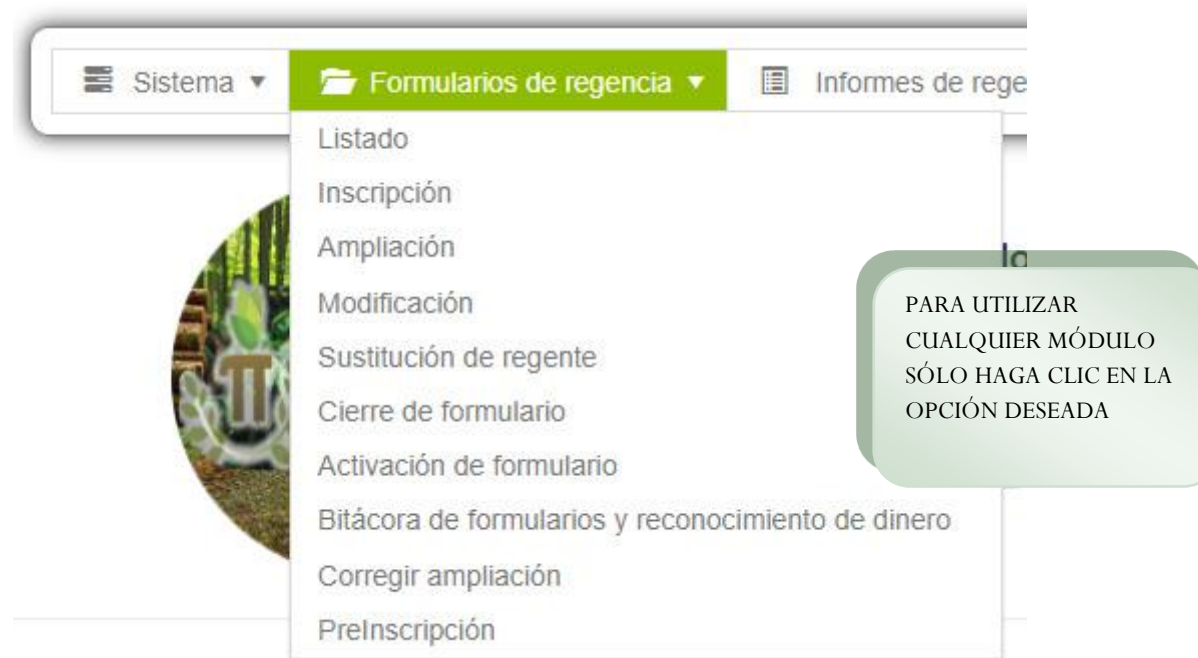 Sistema ▼ Formularios de regencia ▼ Informes de rege
Listado
Inscripción
Ampliación
Modificación
Sustitución de regente
Cierre de formulario
Activación de formulario
Bitácora de formularios y reconocimiento de dinero
Corregir ampliación
PreInscripción
PARA UTILIZAR
CUALQUIER MÓDULO
SÓLO HAGA CLIC EN LA
OPCIÓN DESEADA